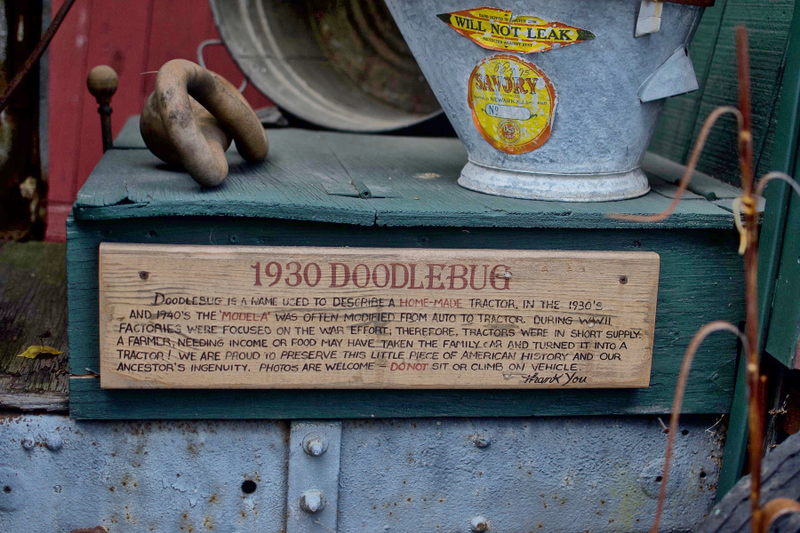 WILL NOT LEAK
SAVORY
NEWARK
No
1930 DOODLEBUG
DOODLEBUG IS A NAME USED TO DESCRIBE A HOME-MADE TRACTOR, IN THE 1930'S
AND 1940'S THE 'MODEL-A' WAS OFTEN MODIFIED FROM AUTO TO TRACTOR. DURING WWII
FACTORIES WERE FOCUSED ON THE WAR EFFORT, THEREFORE, TRACTORS WERE IN SHORT SUPPLY.
A FARMER, NEEDING INCOME OR FOOD MAY HAVE TAKEN THE FAMILY CAR AND TURNED IT INTO A
TRACTOR! WE ARE PROUD TO PRESERVE THIS LITTLE PIECE OF AMERICAN HISTORY AND OUR
ANCESTOR'S INGENUITY. PHOTOS ARE WELCOME - DO NOT SIT OR CLIMB ON VEHICLE.
Thank You